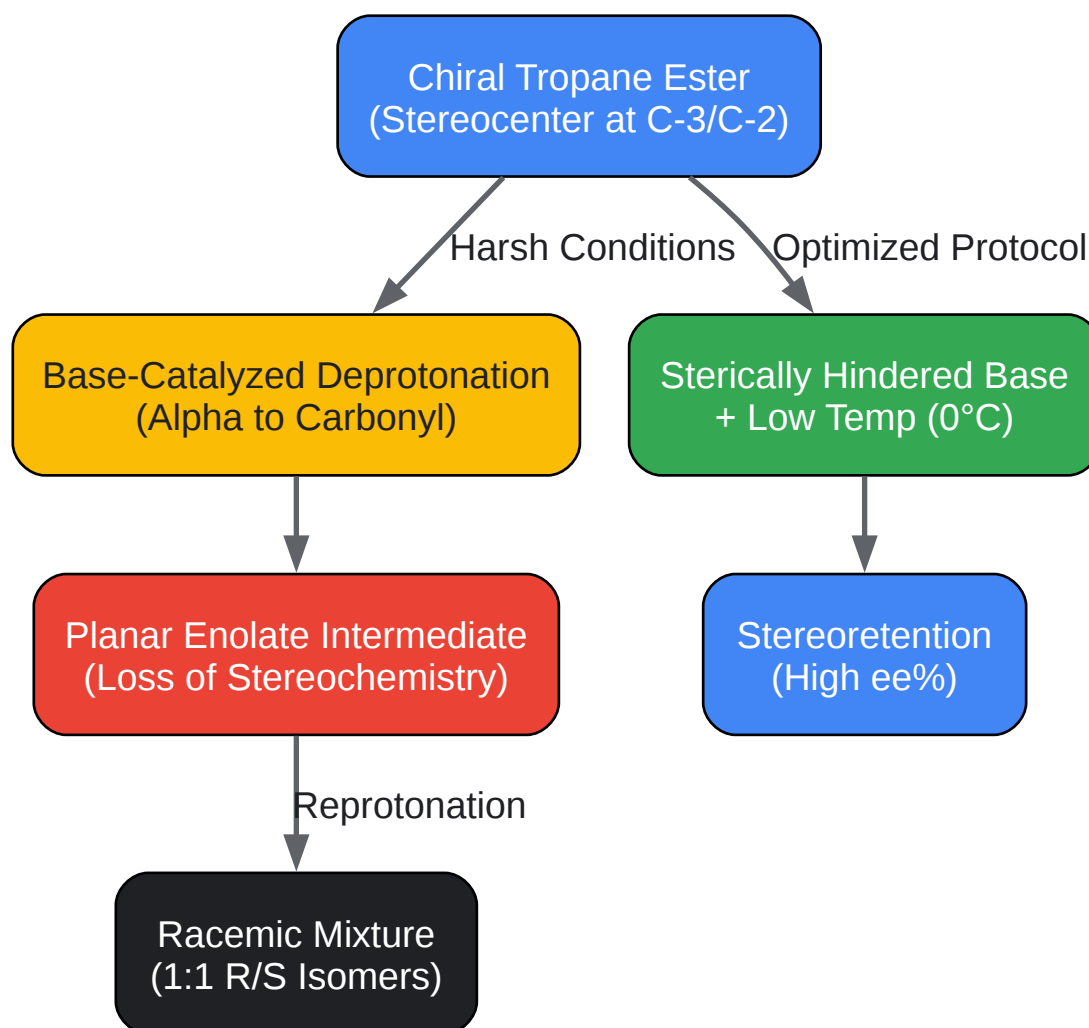 Chiral Tropane Ester
(Stereocenter at C-3/C-2)
Harsh Conditions
Optimized Protocol
Base-Catalyzed Deprotonation
(Alpha to Carbonyl)
Sterically Hindered Base
+ Low Temp (0°C)
Planar Enolate Intermediate
(Loss of Stereochemistry)
Stereoretention
(High ee%)
Reprotonation
Racemic Mixture
(1:1 R/S Isomers)